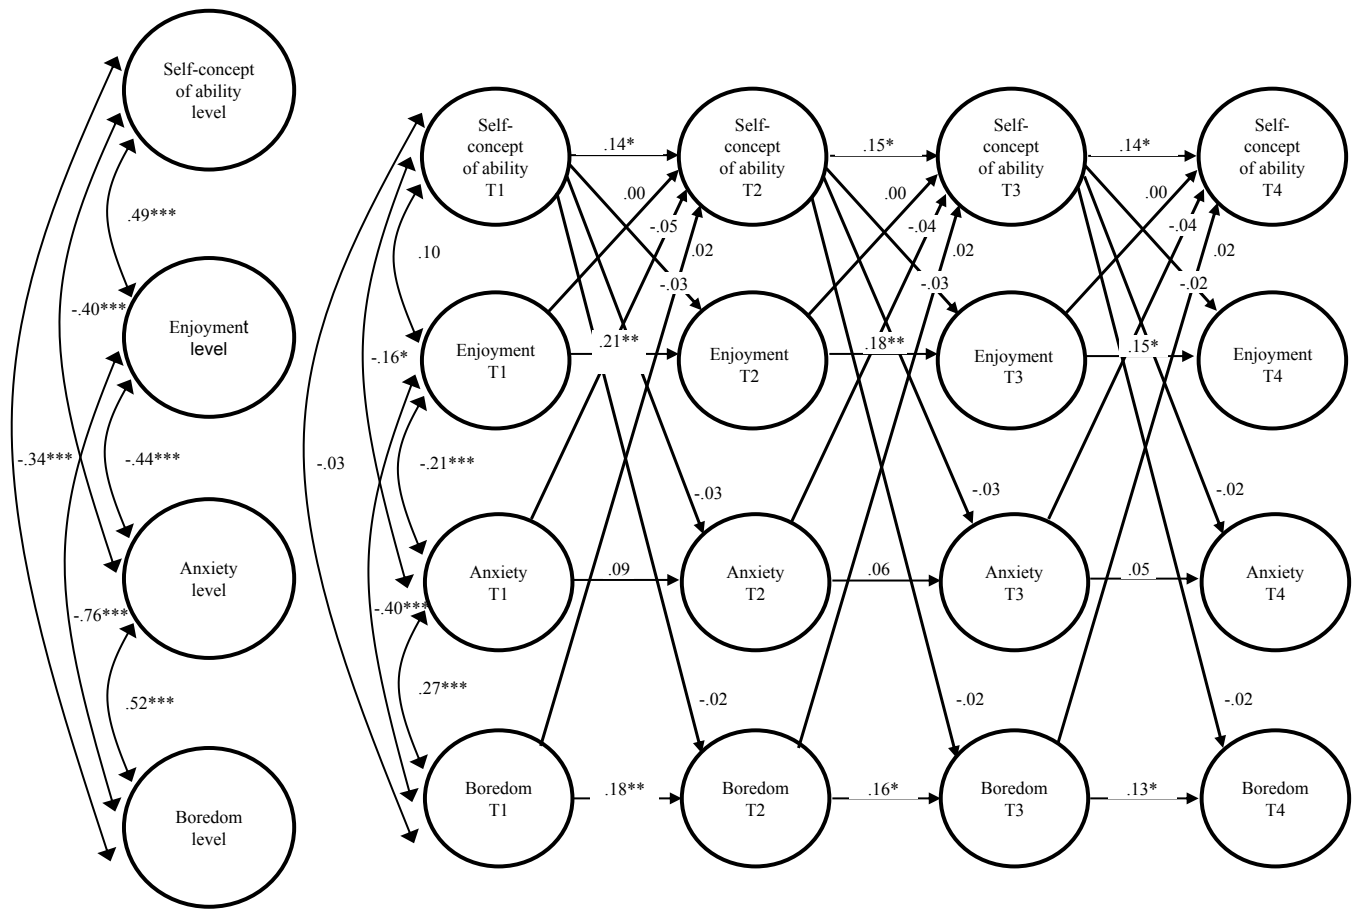 Self-concept
of ability
level
.49***
-.40***
Enjoyment
level
-.34***
-.44***
Anxiety
level
-.76***
.52***
Boredom
level
Self-
concept
of ability
T1
.14*
Self-
concept
of ability
T2
.15*
Self-
concept
of ability
T3
.14*
Self-
concept
of ability
T4
.10
.00
-.05
.02
-.03
.00
-.04
.02
-.03
.00
-.04
.02
-.02
-.16*
Enjoyment
T1
.21**
Enjoyment
T2
.18**
Enjoyment
T3
.15*
Enjoyment
T4
-.03
-.21***
-.03
-.03
-.02
Anxiety
T1
.09
Anxiety
T2
.06
Anxiety
T3
.05
Anxiety
T4
-.40***
.27***
-.02
-.02
-.02
Boredom
T1
.18**
Boredom
T2
.16*
Boredom
T3
.13*
Boredom
T4